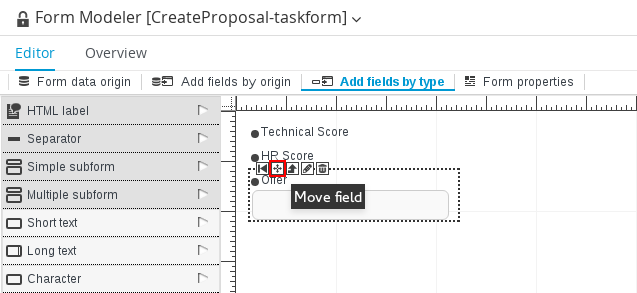 Form Modeler [CreateProposal-taskform]
Editor Overview
Form data origin Add fields by origin Add fields by type Form properties
HTML label
Separator
Simple subform
Multiple subform
Short text
Long text
Character
Technical Score
HR Score
Offer
Move field